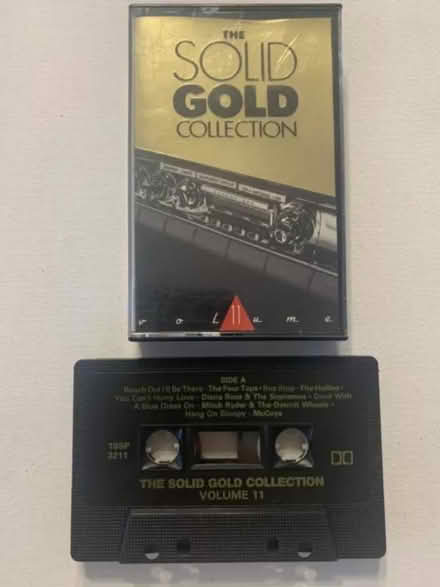 THE
SOLID
GOLD
COLLECTION
volume
11
SIDE A
Reach Out I'll Be There - The Four Tops - Bus Stop - The Hollies -
You Can't Hurry Love - Diana Ross & The Supremes - Devil With
A Blue Dress On - Mitch Ryder & The Detroit Wheels -
Hang On Sloopy - McCoys
10SP
3211
THE SOLID GOLD COLLECTION
VOLUME 11